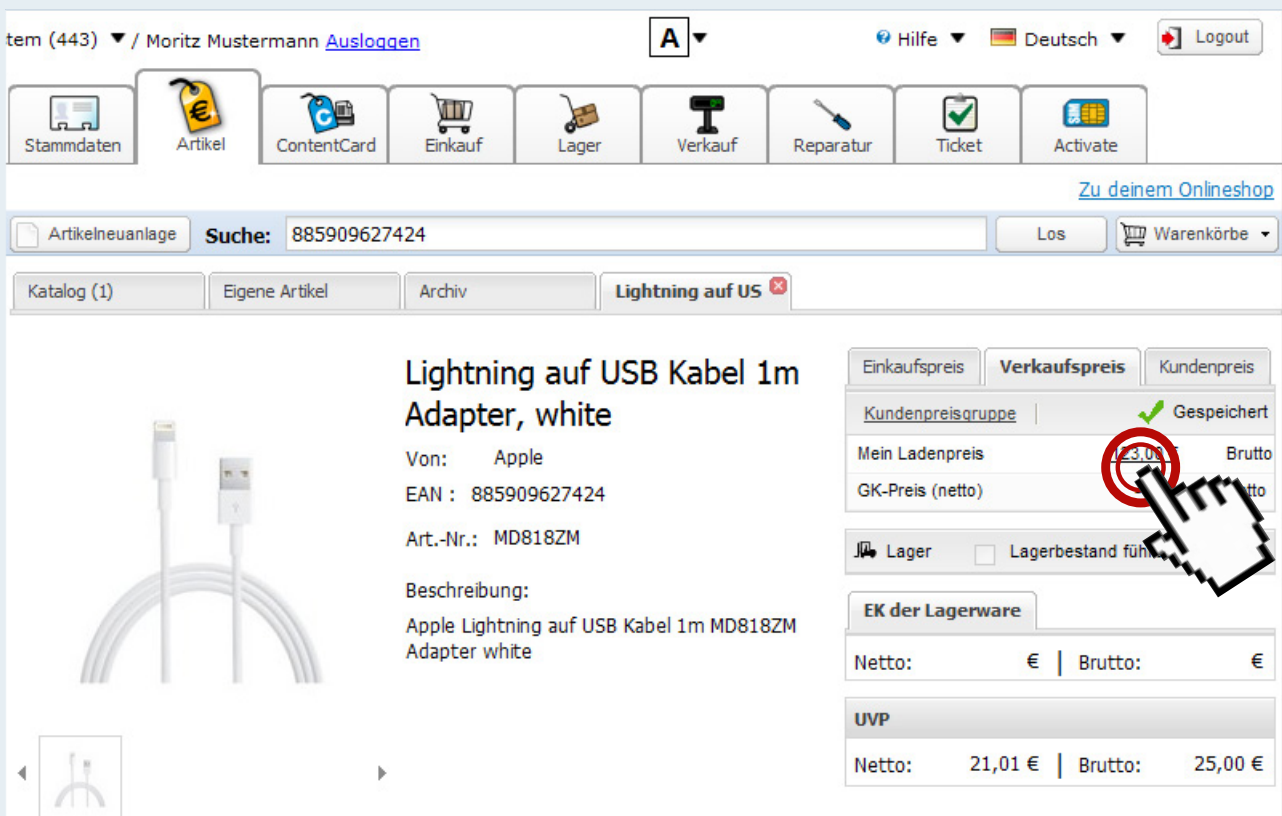 tem (443) ▼ / Moritz Mustermann Ausloggen A ▼ Hilfe ▼ Deutsch ▼ Logout
Stammdaten Artikel ContentCard Einkauf Lager Verkauf Reparatur Ticket Activate
Zu deinem Onlineshop
Artikelneuanlage Suche: 885909627424 Los Warenkörbe
Katalog (1) Eigene Artikel Archiv Lightning auf US
Lightning auf USB Kabel 1m
Adapter, white
Von: Apple
EAN : 885909627424
Art.-Nr.: MD818ZM
Beschreibung:
Apple Lightning auf USB Kabel 1m MD818ZM
Adapter white
Einkaufspreis Verkaufspreis Kundenpreis
Kundenpreisgruppe Gespeichert
Mein Ladenpreis Brutto
GK-Preis (netto)
Lager Lagerbestand
EK der Lagerware
Netto: € | Brutto: €
UVP
Netto: 21,01 € | Brutto: 25,00 €